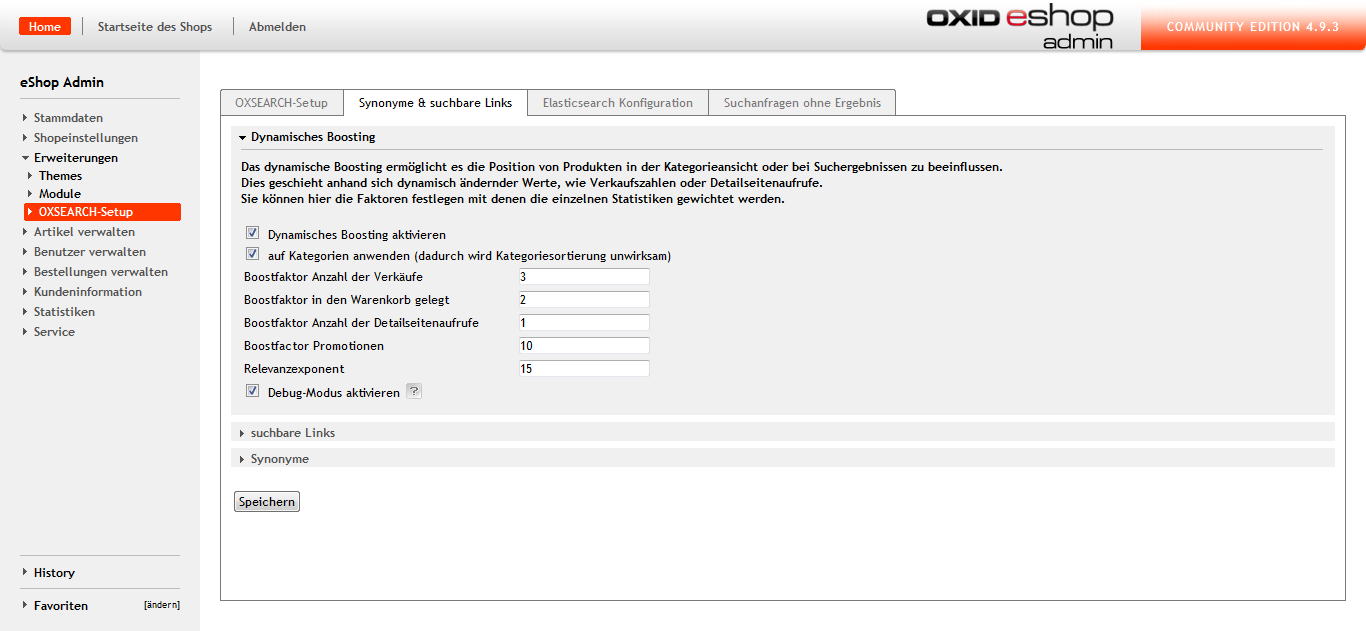 Home
Startseite des Shops
Abmelden
OXID eshop
admin
COMMUNITY EDITION 4.9.3
eShop Admin
Stammdaten
Shopeinstellungen
Erweiterungen
Themes
Module
OXSEARCH-Setup
Artikel verwalten
Benutzer verwalten
Bestellungen verwalten
Kundeninformation
Statistiken
Service
History
Favoriten [ändern]
OXSEARCH-Setup
Synonyme & suchbare Links
Elasticsearch Konfiguration
Suchanfragen ohne Ergebnis
Dynamisches Boosting
Das dynamische Boosting ermöglicht es die Position von Produkten in der Kategorieansicht oder bei Suchergebnissen zu beeinflussen.
Dies geschieht anhand sich dynamisch ändernder Werte, wie Verkaufszahlen oder Detailseitenaufrufe.
Sie können hier die Faktoren festlegen mit denen die einzelnen Statistiken gewichtet werden.
Dynamisches Boosting aktivieren
auf Kategorien anwenden (dadurch wird Kategoriesortierung unwirksam)
Boostfaktor Anzahl der Verkäufe 3
Boostfaktor in den Warenkorb gelegt 2
Boostfaktor Anzahl der Detailseitenaufrufe 1
Boostfactor Promotionen 10
Relevanzexponent 15
Debug-Modus aktivieren ?
suchbare Links
Synonyme
Speichern